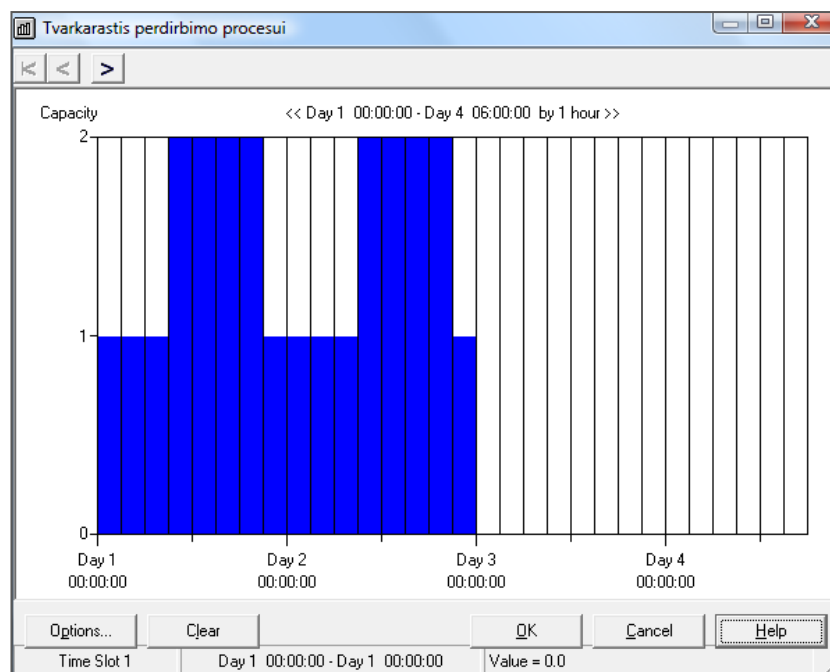 Tvarkarastis perdirbimo procesui
Capacity << Day 1 00:00:00 - Day 4 06:00:00 by 1 hour >>
2
1
0
Day 1 Day 2 Day 3 Day 4
00:00:00 00:00:00 00:00:00 00:00:00
Options... Clear OK Cancel Help
Time Slot 1 Day 1 00:00:00 - Day 1 00:00:00 Value = 0.0